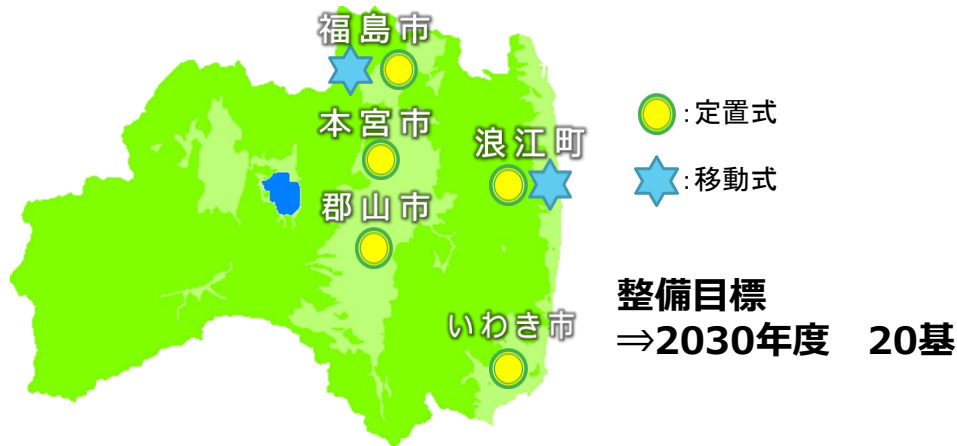 福島市
本宮市
浪江町
郡山市
いわき市
:定置式
:移動式
整備目標
⇒2030年度　20基